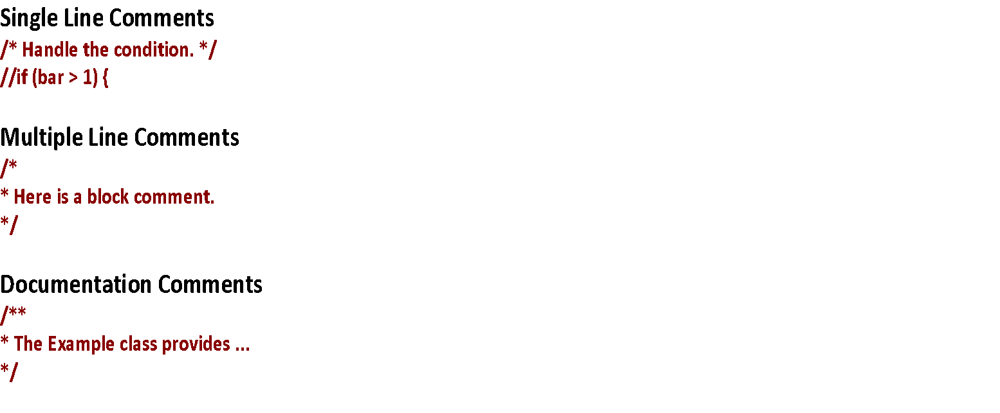 Single Line Comments
/* Handle the condition. */
//if (bar > 1) {
Multiple Line Comments
/*
* Here is a block comment.
*/
Documentation Comments
/**
* The Example class provides ...
*/